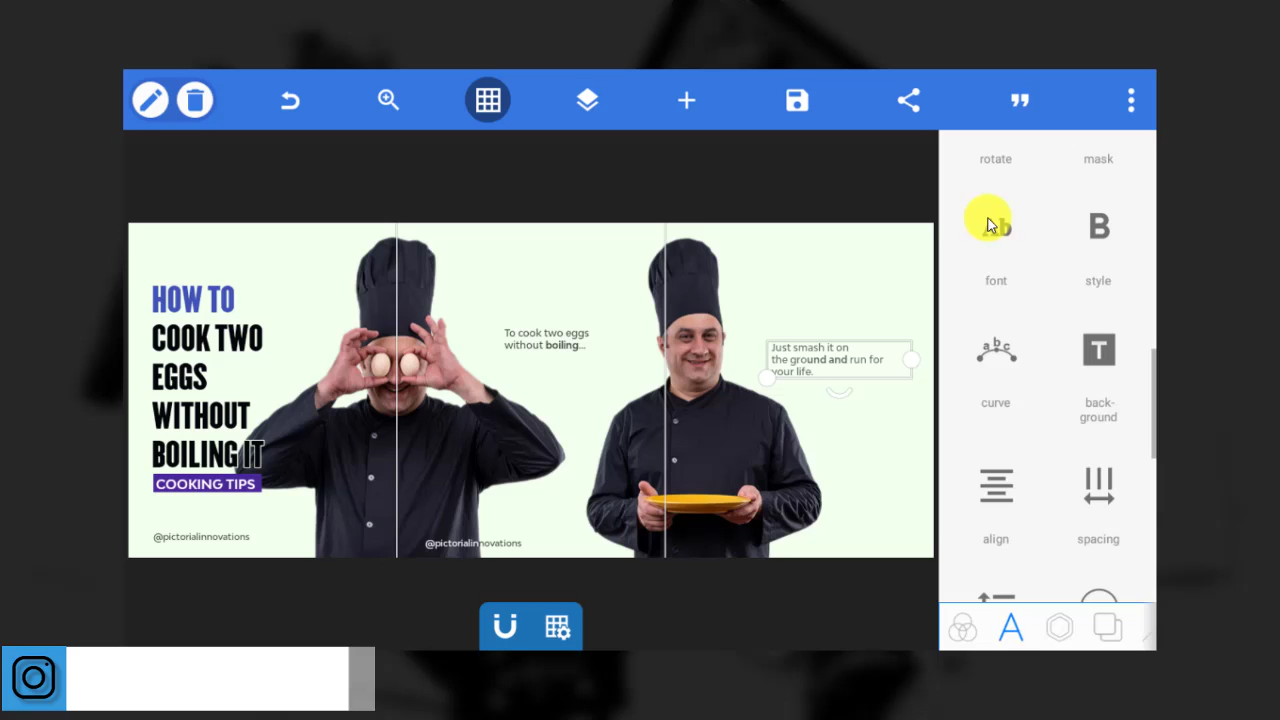 rotate
mask
Ab
B
font
style
abc
T
curve
back-
ground
align
spacing
A
HOW TO
COOK TWO
EGGS
WITHOUT
BOILING IT
COOKING TIPS
@pictorialinnovations
To cook two eggs
without boiling...
@pictorialinnovations
Just smash it on
the ground and run for
your life.